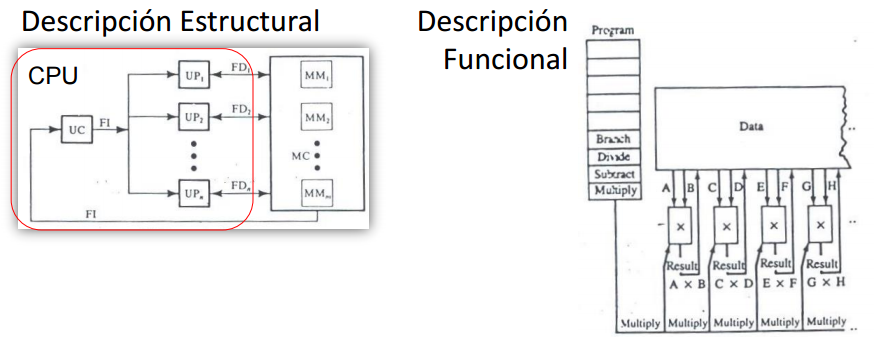 Descripción Estructural
CPU
UC
FI
UP₁
FD₁
MM₁
UP₂
FD₂
MM₂
MC
UPₙ
FDₙ
MMₘ
FI
Descripción
Funcional
Program
Branch
Divide
Subtract
Multiply
Data
A B C D E F G H
× × × ×
Result Result Result Result
A × B C × D E × F G × H
Multiply Multiply Multiply Multiply Multiply